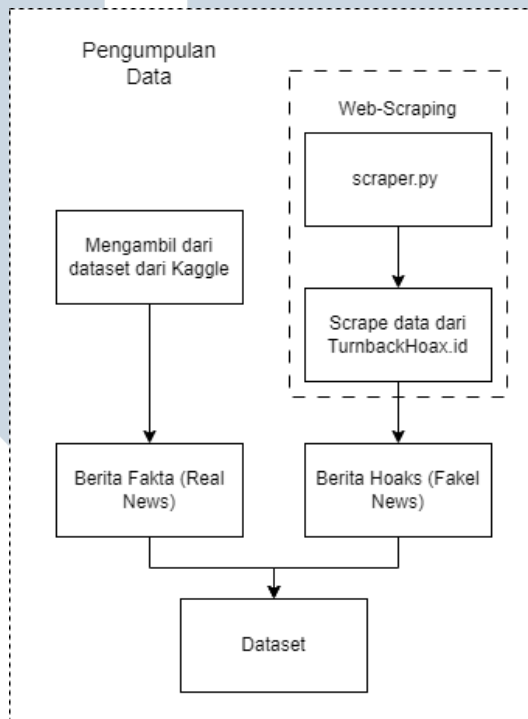 Pengumpulan
Data
Web-Scraping
scraper.py
Mengambil dari
dataset dari Kaggle
Scrape data dari
TurnbackHoax.id
Berita Fakta (Real
News)
Berita Hoaks (Fakel
News)
Dataset